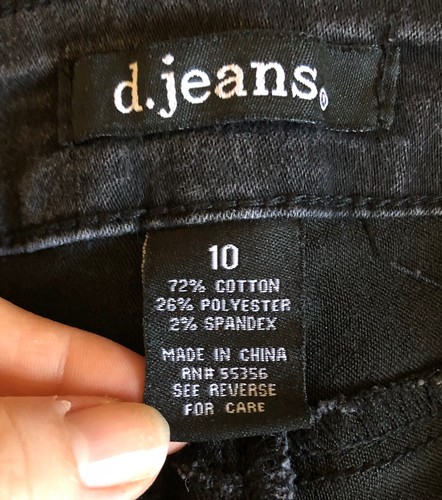 d.jeans®
10
72% COTTON
26% POLYESTER
2% SPANDEX
MADE IN CHINA
RN# 55356
SEE REVERSE
FOR CARE